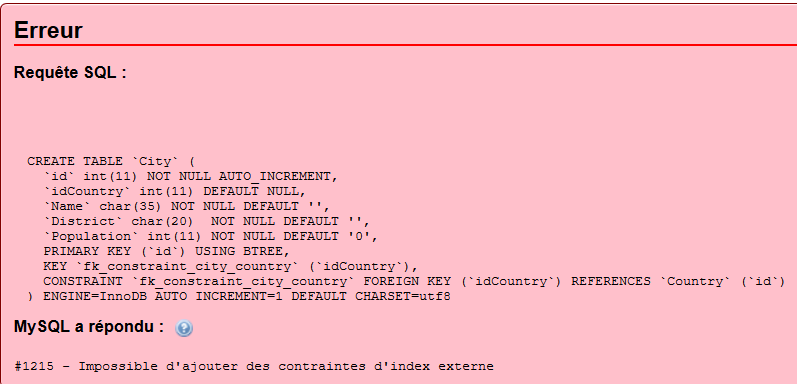 Erreur
Requête SQL :
CREATE TABLE `City` (
`id` int(11) NOT NULL AUTO_INCREMENT,
`idCountry` int(11) DEFAULT NULL,
`Name` char(35) NOT NULL DEFAULT '',
`District` char(20)  NOT NULL DEFAULT '',
`Population` int(11) NOT NULL DEFAULT '0',
PRIMARY KEY (`id`) USING BTREE,
KEY `fk_constraint_city_country` (`idCountry`),
CONSTRAINT `fk_constraint_city_country` FOREIGN KEY (`idCountry`) REFERENCES `Country` (`id`)
) ENGINE=InnoDB AUTO_INCREMENT=1 DEFAULT CHARSET=utf8
MySQL a répondu : ?
#1215 - Impossible d'ajouter des contraintes d'index externe